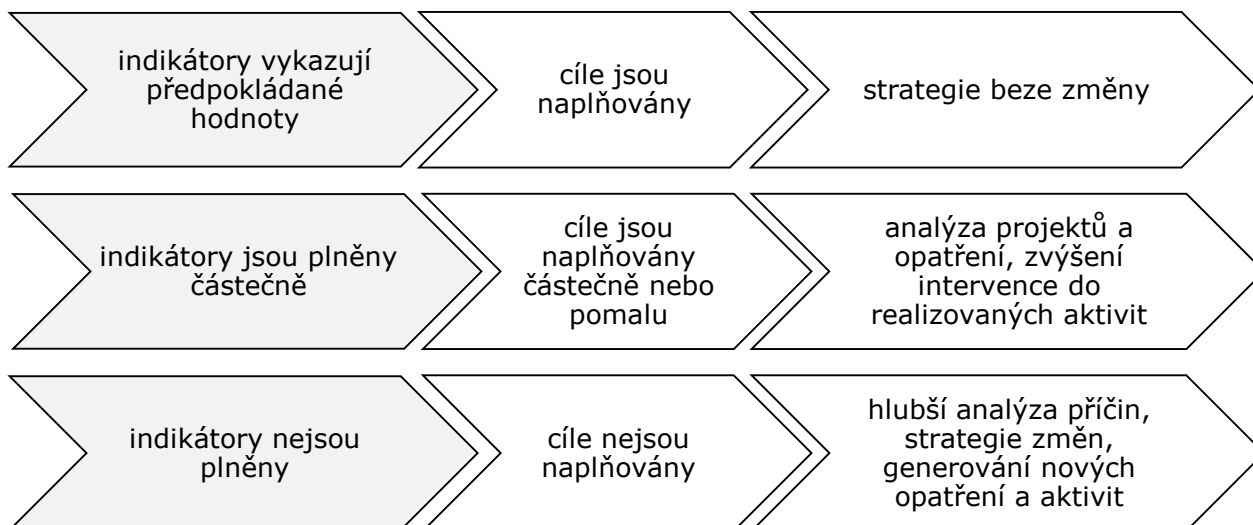 indikátory vykazují
předpokládané
hodnoty
cíle jsou
naplňovány
strategie beze změny
indikátory jsou plněny
částečně
cíle jsou
naplňovány
částečně nebo
pomalu
analýza projektů a
opatření, zvýšení
intervence do
realizovaných aktivit
indikátory nejsou
plněny
cíle nejsou
naplňovány
hlubší analýza příčin,
strategie změn,
generování nových
opatření a aktivit